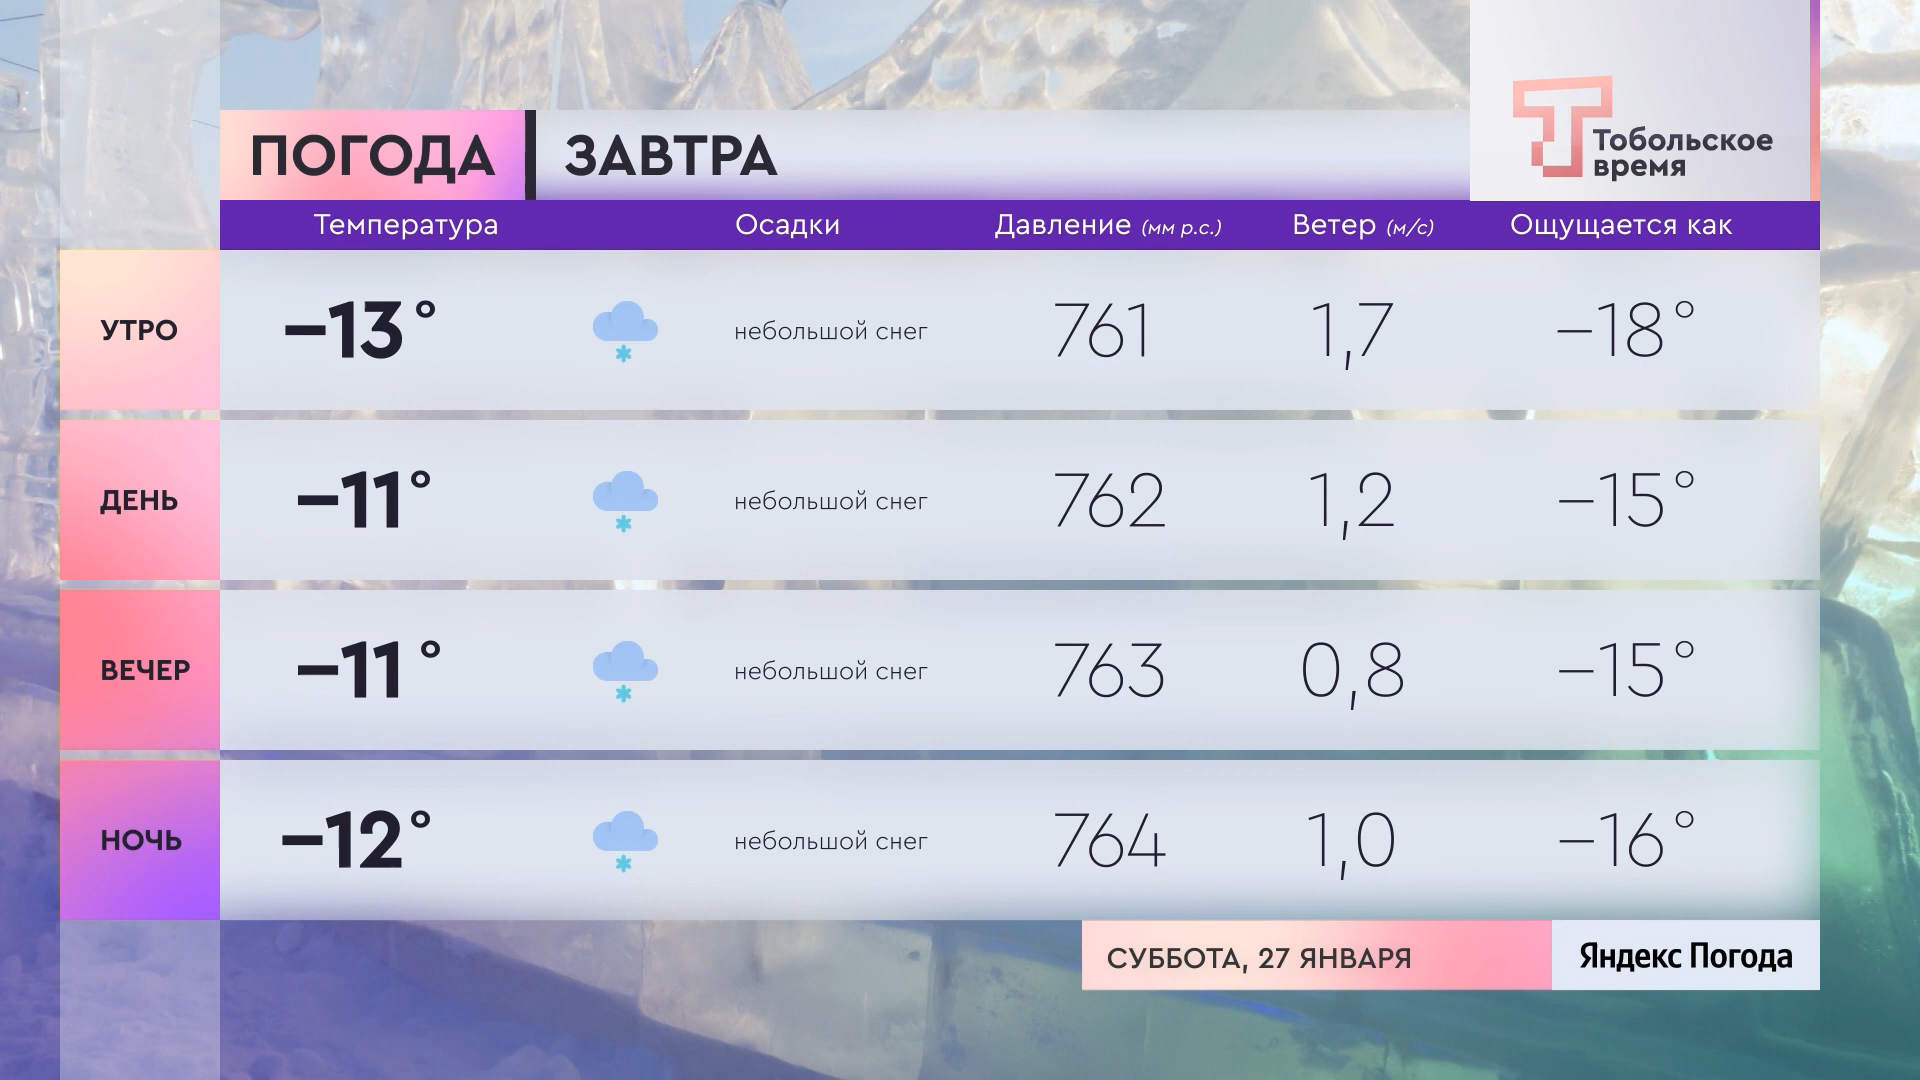 ПОГОДА ЗАВТРА
Тобольское
время
Температура Осадки Давление (мм р.с.) Ветер (м/с) Ощущается как
УТРО –13° небольшой снег 761 1,7 –18°
ДЕНЬ –11° небольшой снег 762 1,2 –15°
ВЕЧЕР –11° небольшой снег 763 0,8 –15°
НОЧЬ –12° небольшой снег 764 1,0 –16°
СУББОТА, 27 ЯНВАРЯ Яндекс Погода